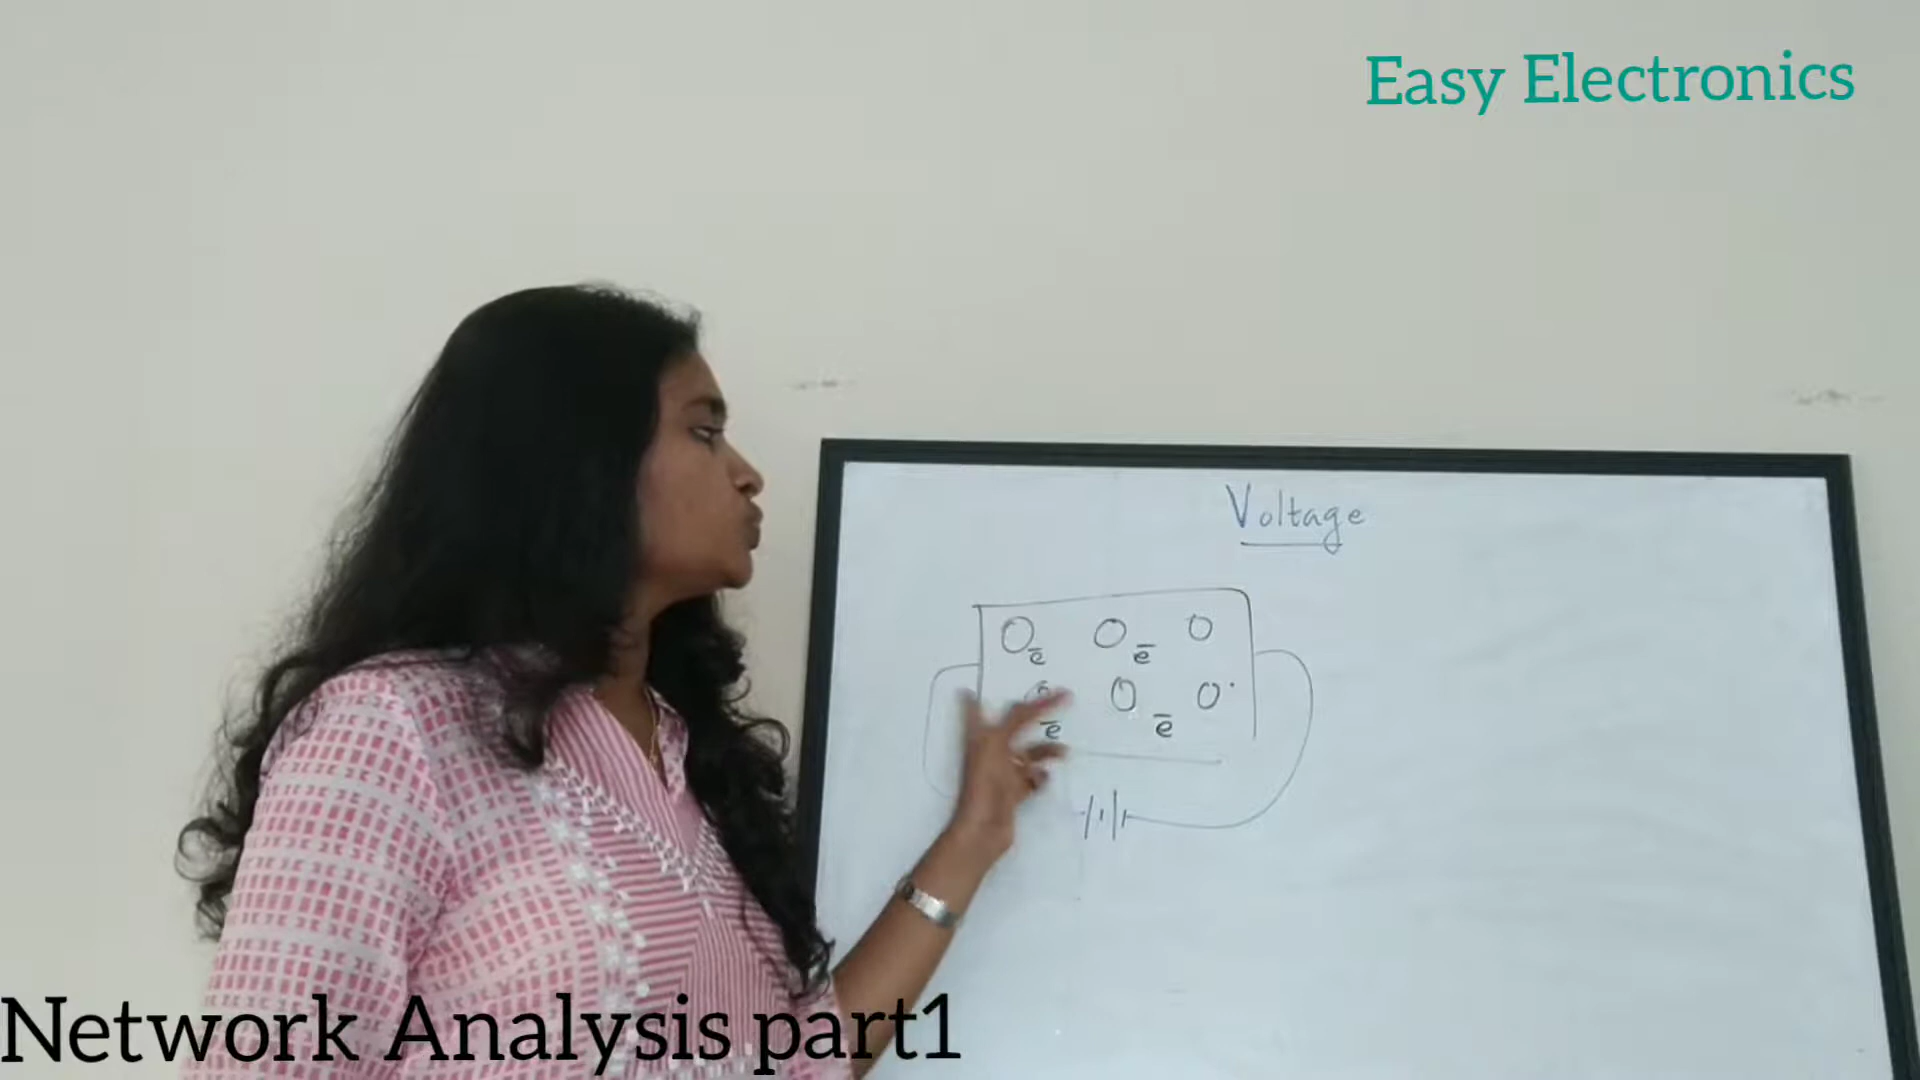 Easy Electronics
Voltage
O O O
e̅ e̅
O O
e̅ e̅
Network Analysis part1